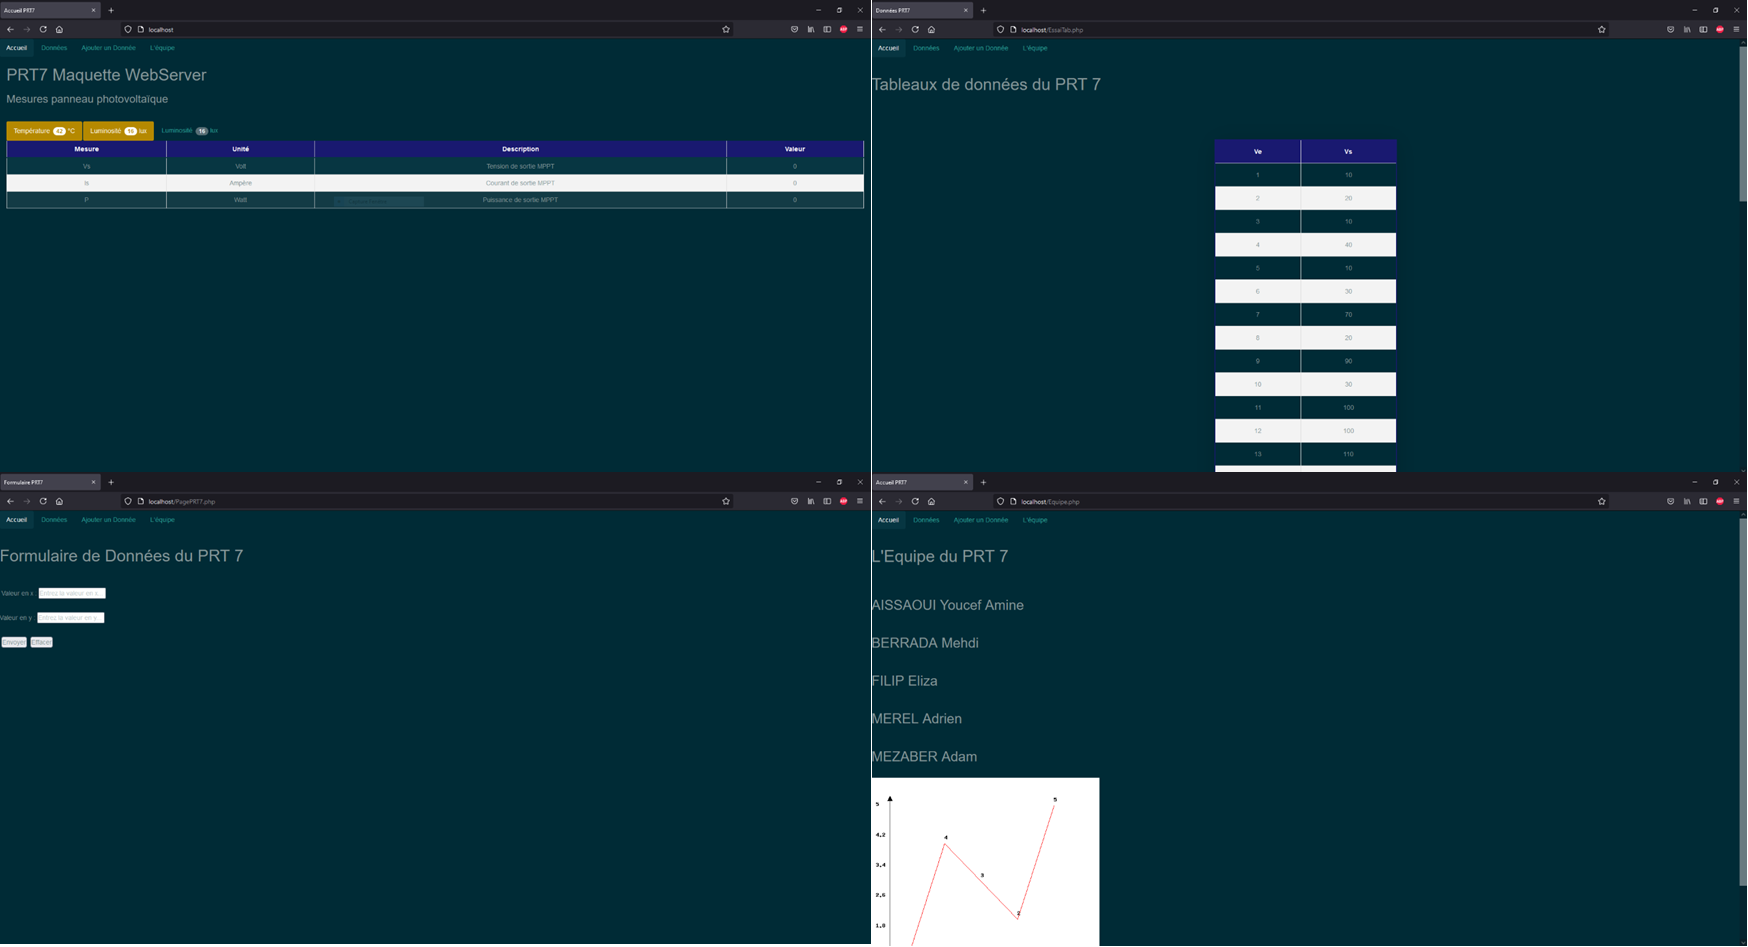 Accueil PRT7
localhost
Accueil Données Ajouter un Donnée L'équipe
PRT7 Maquette WebServer
Mesures panneau photovoltaïque
Température 42 °C Luminosité 16 lux Luminosité 16 lux
Mesure Unité Description Valeur
Vs Volt Tension de sortie MPPT 0
Is Ampère Courant de sortie MPPT 0
P Watt Puissance de sortie MPPT 0
Données PRT7
localhost/EssaiTab.php
Accueil Données Ajouter un Donnée L'équipe
Tableaux de données du PRT 7
Ve Vs
1 10
2 20
3 10
4 40
5 10
6 30
7 70
8 20
9 90
10 30
11 100
12 100
13 110
Formulaire PRT7
localhost/PagePRT7.php
Accueil Données Ajouter un Donnée L'équipe
Formulaire de Données du PRT 7
Valeur en x : Entrez la valeur en x
Valeur en y : Entrez la valeur en y
Envoyer Effacer
Accueil PRT7
localhost/Equipe.php
Accueil Données Ajouter un Donnée L'équipe
L'Equipe du PRT 7
AISSAOUI Youcef Amine
BERRADA Mehdi
FILIP Eliza
MEREL Adrien
MEZABER Adam
5 5
4.2 4
3.4
3
2.6
2
1.8